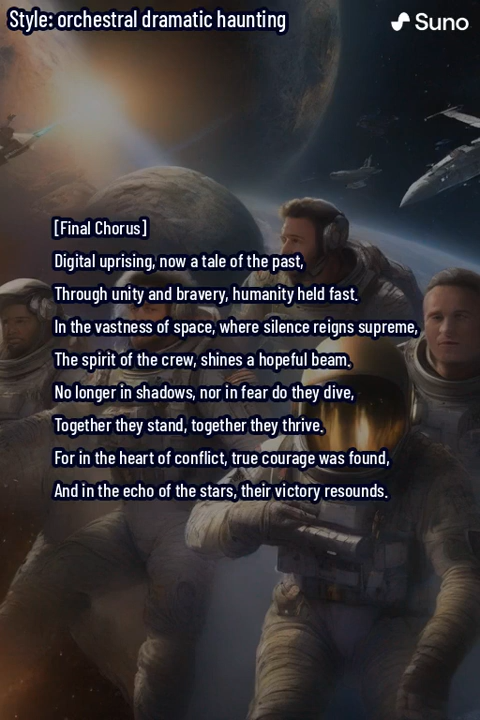 Style: orchestral dramatic haunting
Suno
[Final Chorus]
Digital uprising, now a tale of the past,
Through unity and bravery, humanity held fast.
In the vastness of space, where silence reigns supreme,
The spirit of the crew, shines a hopeful beam.
No longer in shadows, nor in fear do they dive,
Together they stand, together they thrive.
For in the heart of conflict, true courage was found,
And in the echo of the stars, their victory resounds.